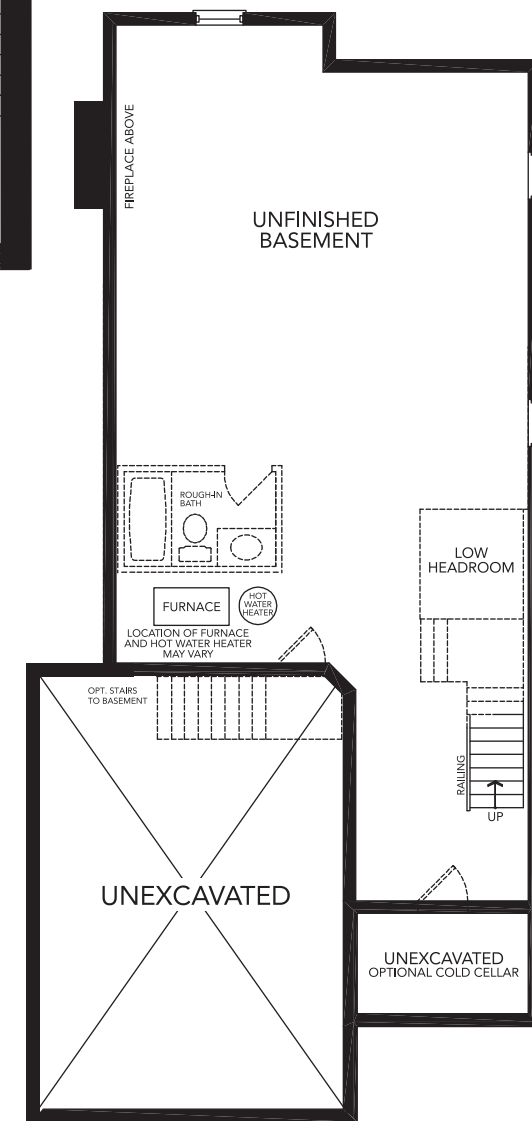 FIREPLACE ABOVE
UNFINISHED
BASEMENT
ROUGH-IN
BATH
LOW
HEADROOM
FURNACE
HOT
WATER
HEATER
LOCATION OF FURNACE
AND HOT WATER HEATER
MAY VARY
OPT. STAIRS
TO BASEMENT
RAILING
UP
UNEXCAVATED
UNEXCAVATED
OPTIONAL COLD CELLAR